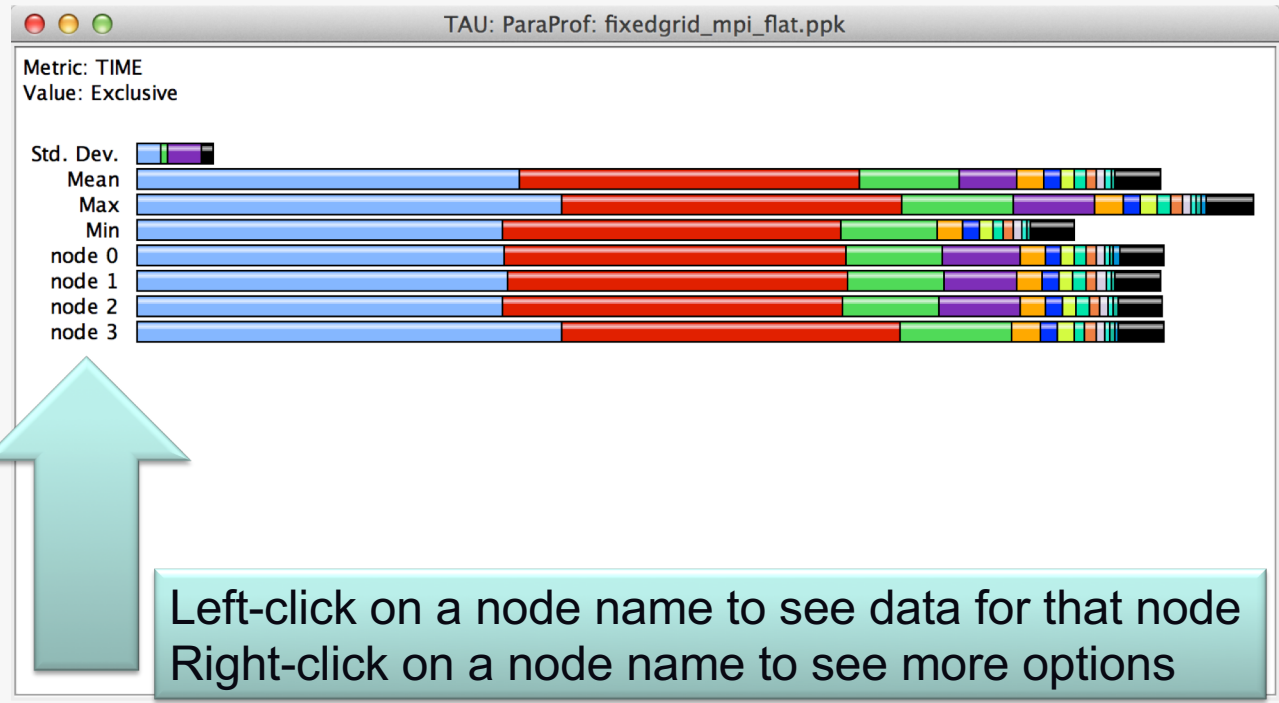 TAU: ParaProf: fixedgrid_mpi_flat.ppk
Metric: TIME
Value: Exclusive
Std. Dev.
Mean
Max
Min
node 0
node 1
node 2
node 3
Left-click on a node name to see data for that node
Right-click on a node name to see more options